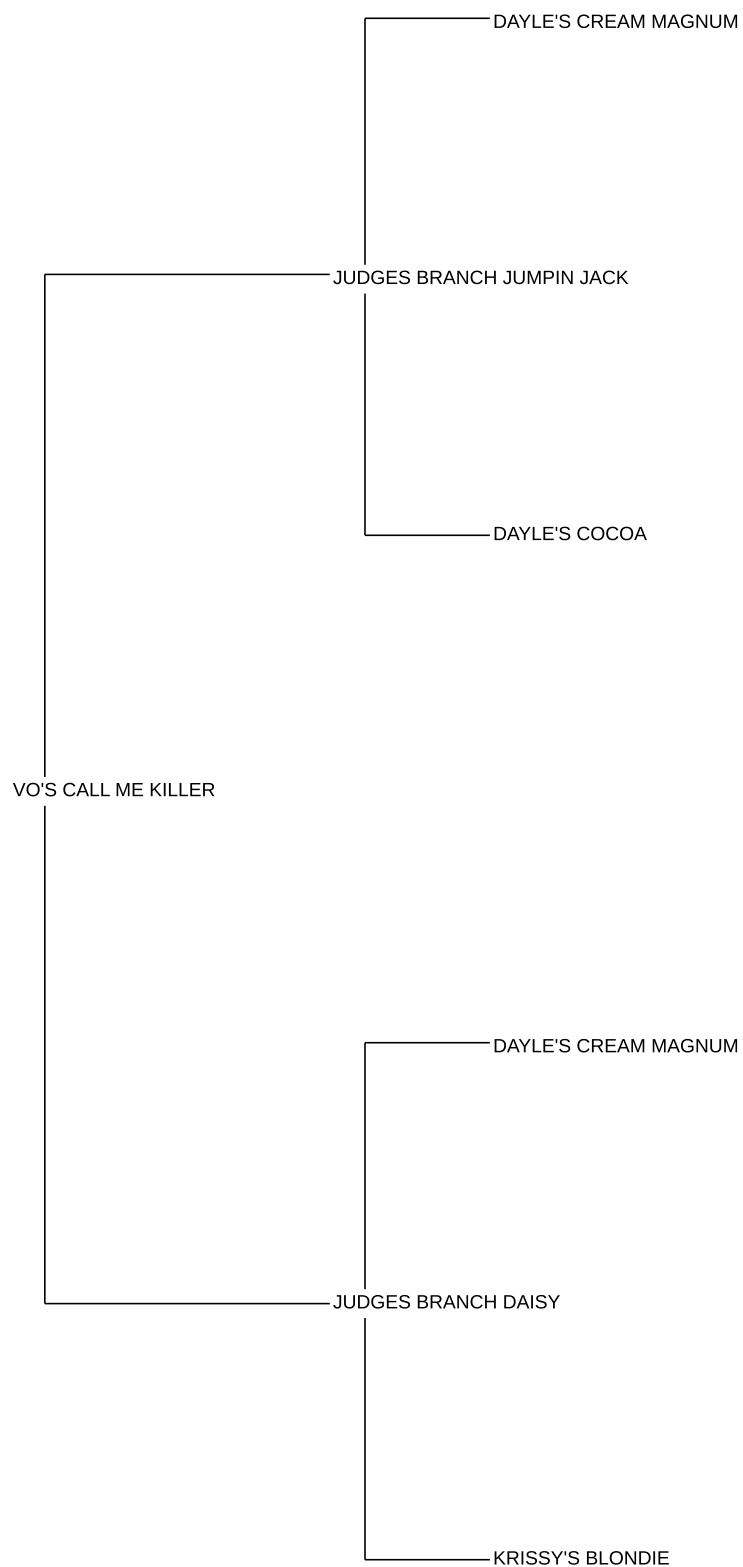 DAYLE'S CREAM MAGNUM
JUDGES BRANCH JUMPIN JACK
DAYLE'S COCOA
VO'S CALL ME KILLER
DAYLE'S CREAM MAGNUM
JUDGES BRANCH DAISY
KRISSY'S BLONDIE